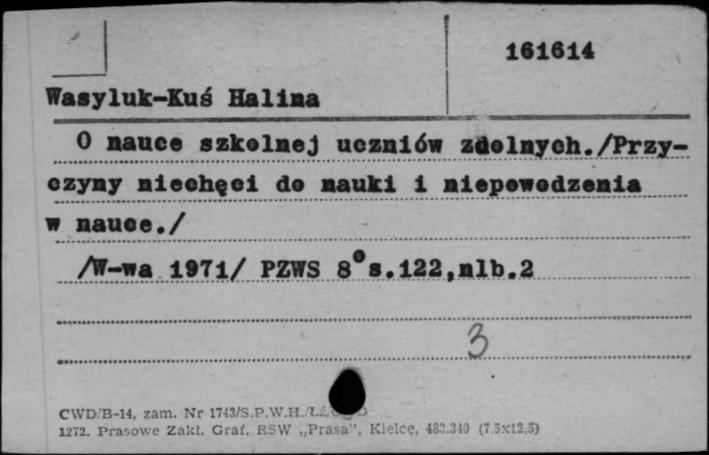 161614
Wasyluk-Kuś Halina
O nauce szkolnej uczniów zdolnych./Przy-
czyny niechęci do nauki i niepowodzenia
w nauce./
/W-wa 1971/ PZWS 8° s.122,nlb.2
3
CWD/B-14, zam. Nr 1743/S.P.W.H.
1272. Prasowe Zakł. Graf. RSW „Prasa", Kielce, 482.340 (7,5x12,5)